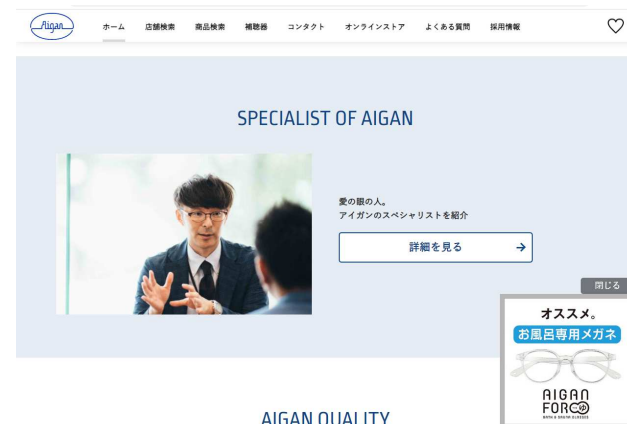 Aigan
ホーム 店舗検索 商品検索 補聴器 コンタクト オンラインストア よくある質問 採用情報
SPECIALIST OF AIGAN
愛の眼の人。
アイガンのスペシャリストを紹介
詳細を見る
閉じる
オススメ。
お風呂専用メガネ
AIGAN
FORゆ
AIGAN QUALITY